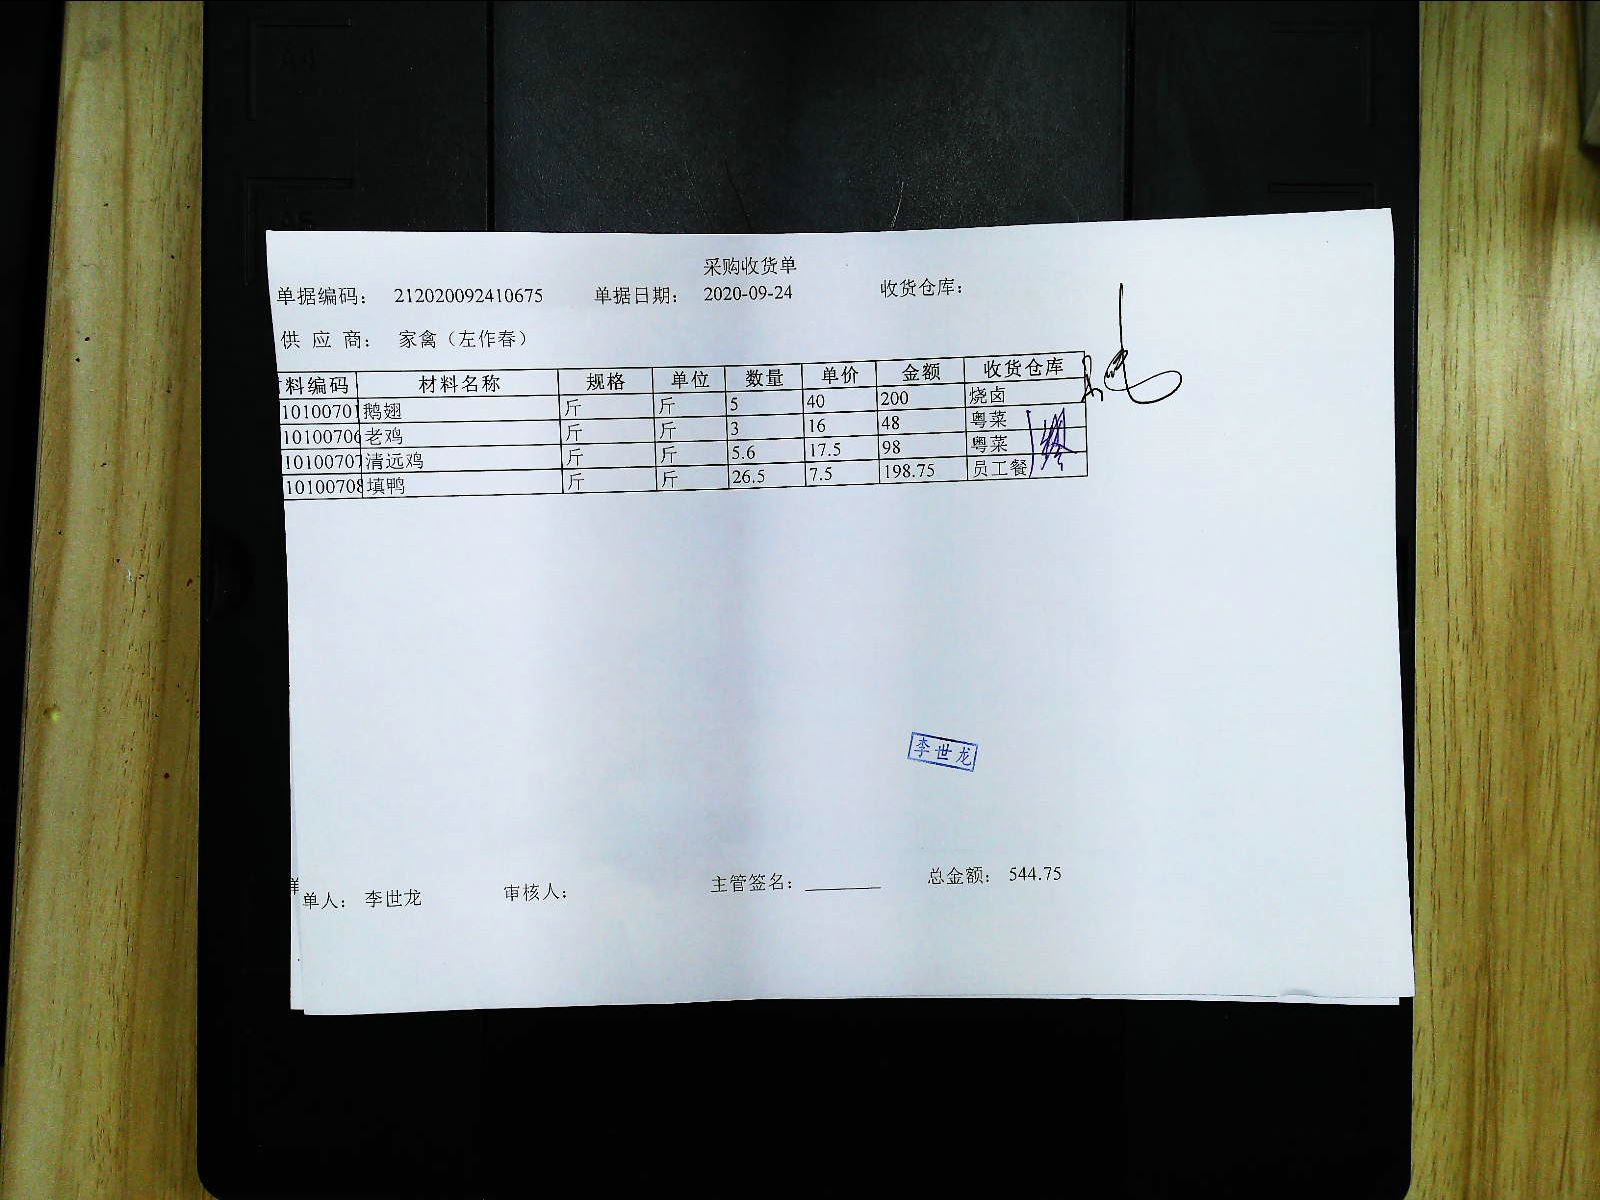 采购收货单
单据编码： 212020092410675 单据日期： 2020-09-24 收货仓库：
供 应 商： 家禽（左作春）
料编码 材料名称 规格 单位 数量 单价 金额 收货仓库
10100701 鹅翅 斤 斤 5 40 200 烧卤
10100706 老鸡 斤 斤 3 16 48 粤菜
10100707 清远鸡 斤 斤 5.6 17.5 98 粤菜
10100708 填鸭 斤 斤 26.5 7.5 198.75 员工餐
李世龙
单人： 李世龙 审核人： 主管签名： 总金额： 544.75